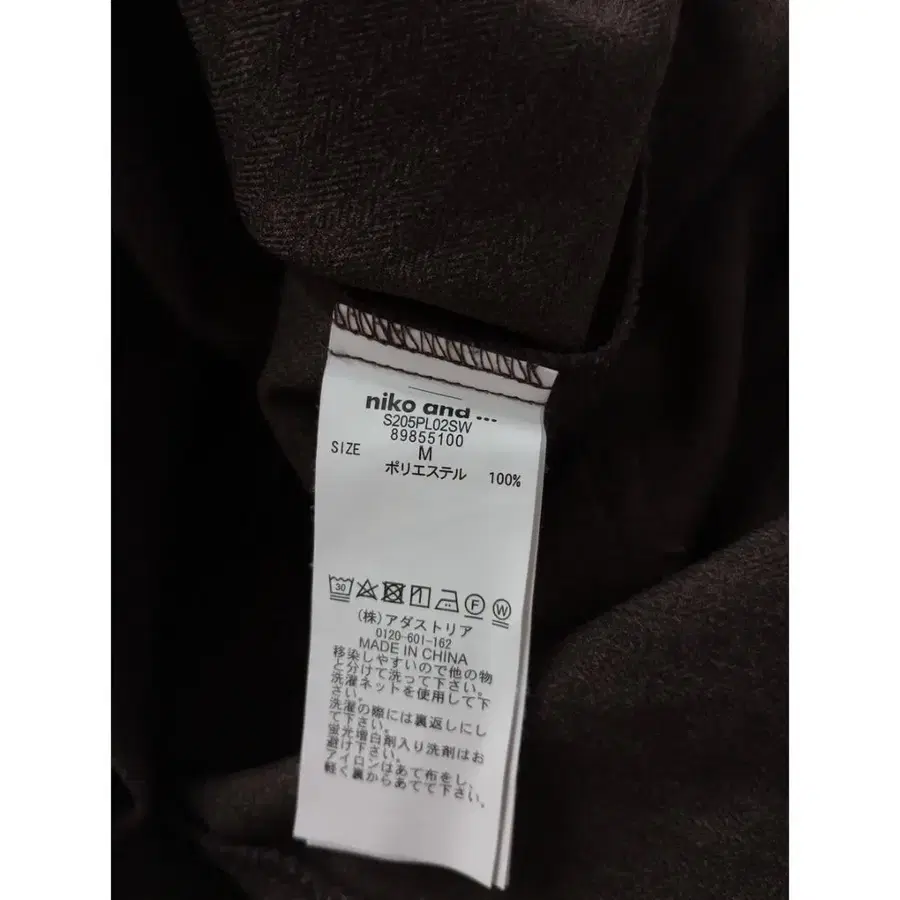 niko and ...
S205PL02SW
89855100
SIZE M
ポリエステル 100%
30
F W
(株)アダストリア
0120-601-162
MADE IN CHINA
移染しやすいので他の物
と分けて洗って下さい。
洗濯ネットを使用して下
さい。
洗濯の際には裏返しにし
て下さい。
蛍光増白剤入り洗剤はお
避け下さい。
アイロンはあて布をし、
軽く裏からあてて下さい。